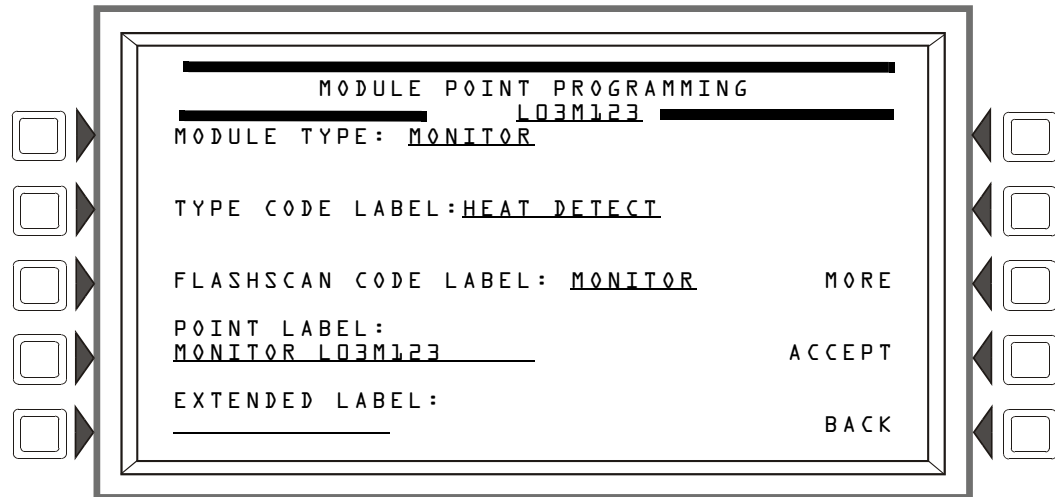 MODULE POINT PROGRAMMING
L03M123
MODULE TYPE: MONITOR
TYPE CODE LABEL:HEAT DETECT
FLASHSCAN CODE LABEL: MONITOR
MORE
POINT LABEL:
MONITOR L03M123
ACCEPT
EXTENDED LABEL:
BACK